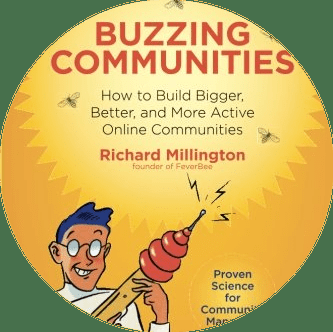 BUZZING
COMMUNITIES
How to Build Bigger,
Better, and More Active
Online Communities
Richard Millington
founder of FeverBee
Proven
Science
for